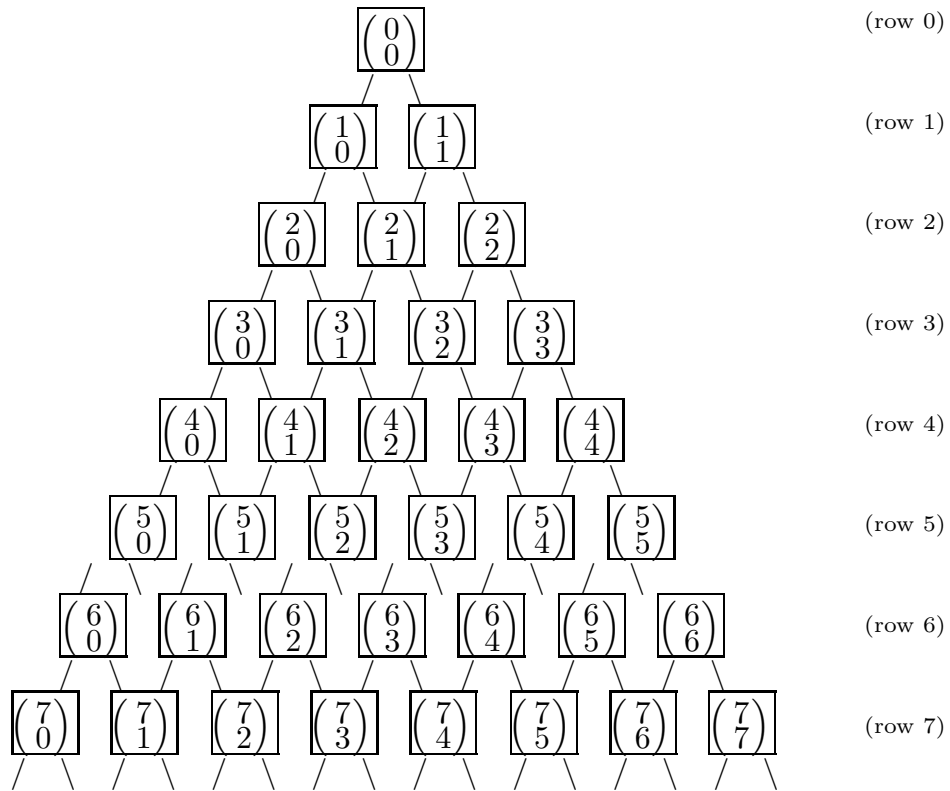 (0 0) (row 0)
(1 0) (1 1) (row 1)
(2 0) (2 1) (2 2) (row 2)
(3 0) (3 1) (3 2) (3 3) (row 3)
(4 0) (4 1) (4 2) (4 3) (4 4) (row 4)
(5 0) (5 1) (5 2) (5 3) (5 4) (5 5) (row 5)
(6 0) (6 1) (6 2) (6 3) (6 4) (6 5) (6 6) (row 6)
(7 0) (7 1) (7 2) (7 3) (7 4) (7 5) (7 6) (7 7) (row 7)